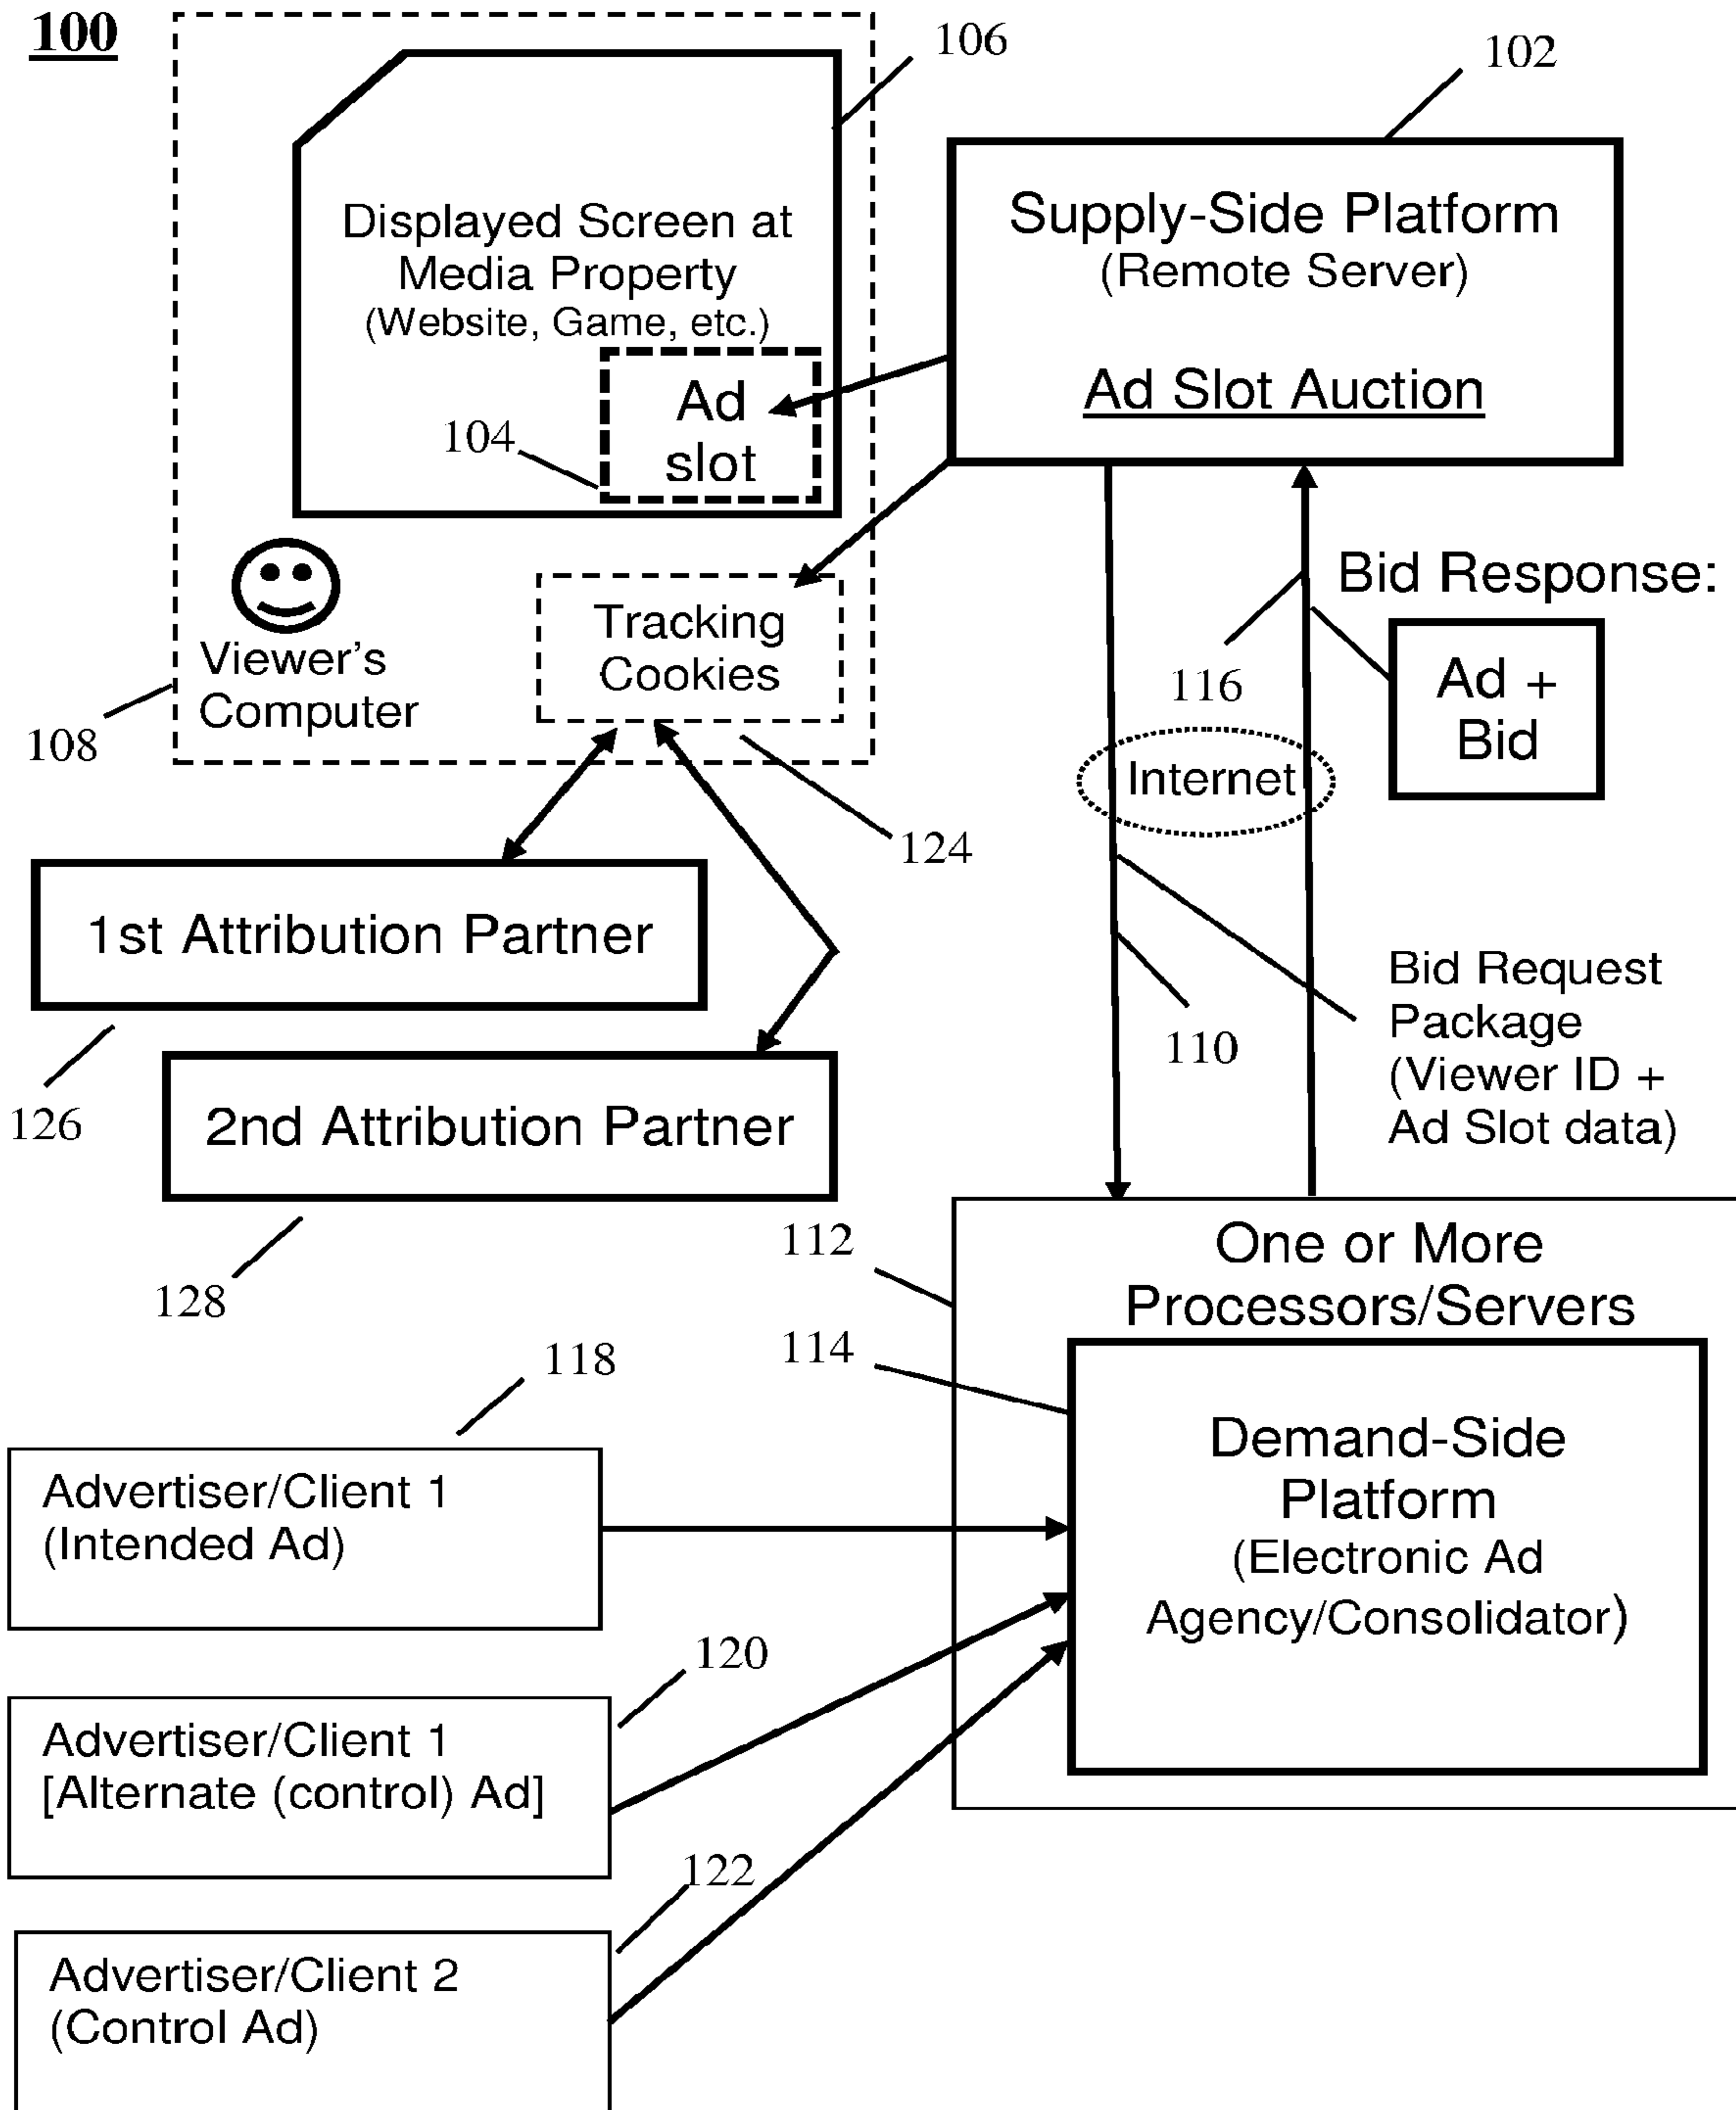 100
106
102
Displayed Screen at
Media Property
(Website, Game, etc.)
Ad
slot
104
Supply-Side Platform
(Remote Server)
Ad Slot Auction
Viewer's
Computer
108
Tracking
Cookies
124
Bid Response:
116
Ad +
Bid
Internet
1st Attribution Partner
126
2nd Attribution Partner
128
110
Bid Request
Package
(Viewer ID +
Ad Slot data)
112
One or More
Processors/Servers
114
Demand-Side
Platform
(Electronic Ad
Agency/Consolidator)
118
Advertiser/Client 1
(Intended Ad)
120
Advertiser/Client 1
[Alternate (control) Ad]
122
Advertiser/Client 2
(Control Ad)